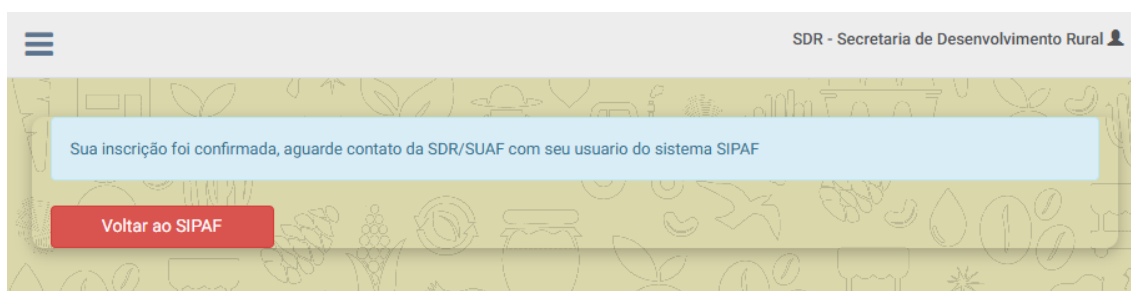 SDR - Secretaria de Desenvolvimento Rural
Sua inscrição foi confirmada, aguarde contato da SDR/SUAF com seu usuario do sistema SIPAF
Voltar ao SIPAF